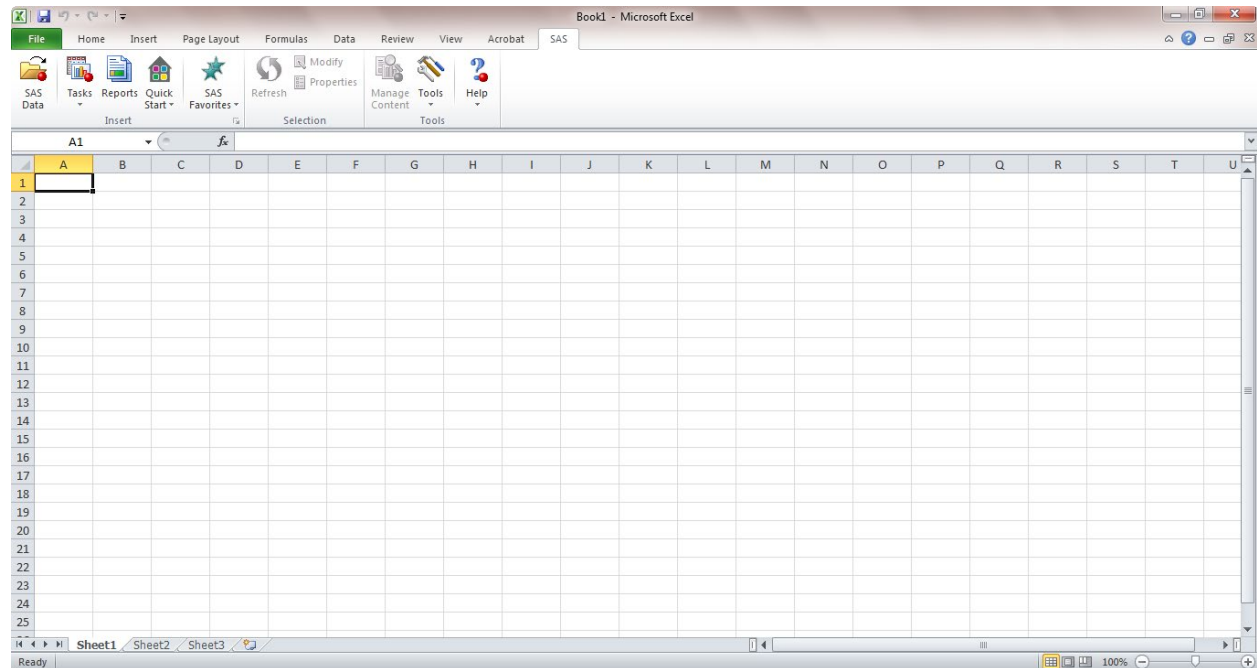 Book1 - Microsoft Excel
File Home Insert Page Layout Formulas Data Review View Acrobat SAS
Modify
Properties
SAS Data Tasks Reports Quick Start SAS Favorites Refresh Manage Content Tools Help
Insert Selection Tools
A1 fx
A B C D E F G H I J K L M N O P Q R S T U
1
2
3
4
5
6
7
8
9
10
11
12
13
14
15
16
17
18
19
20
21
22
23
24
25
Sheet1 Sheet2 Sheet3
Ready 100%